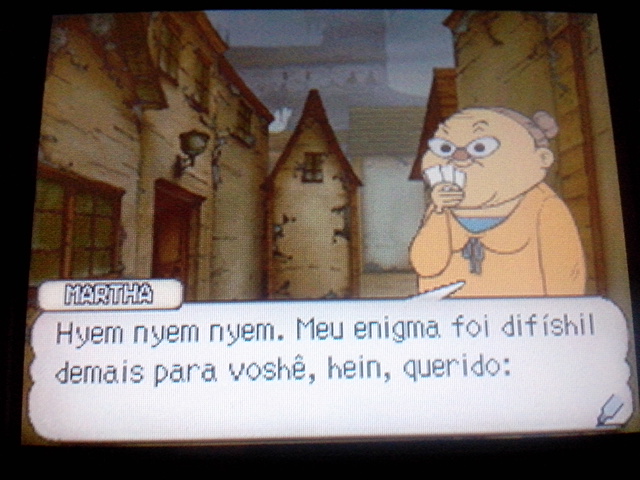 MARTHA
Hyem nyem nyem. Meu enigma foi difíshil
demais para voshê, hein, querido: